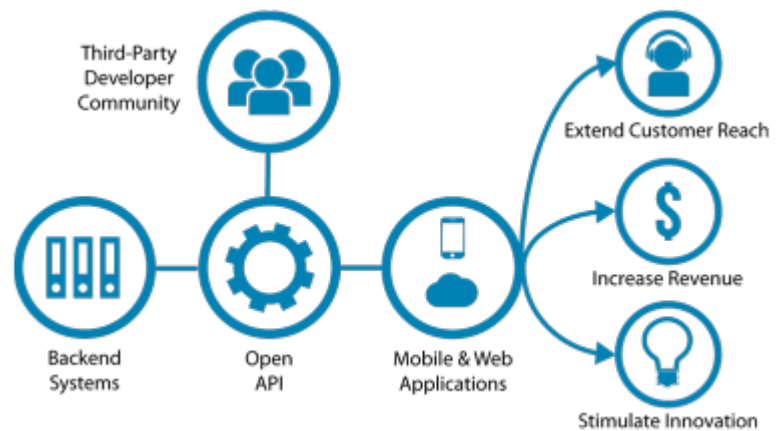 Third-Party
Developer
Community
Extend Customer Reach
$
Increase Revenue
Backend
Systems
Open
API
Mobile & Web
Applications
Stimulate Innovation